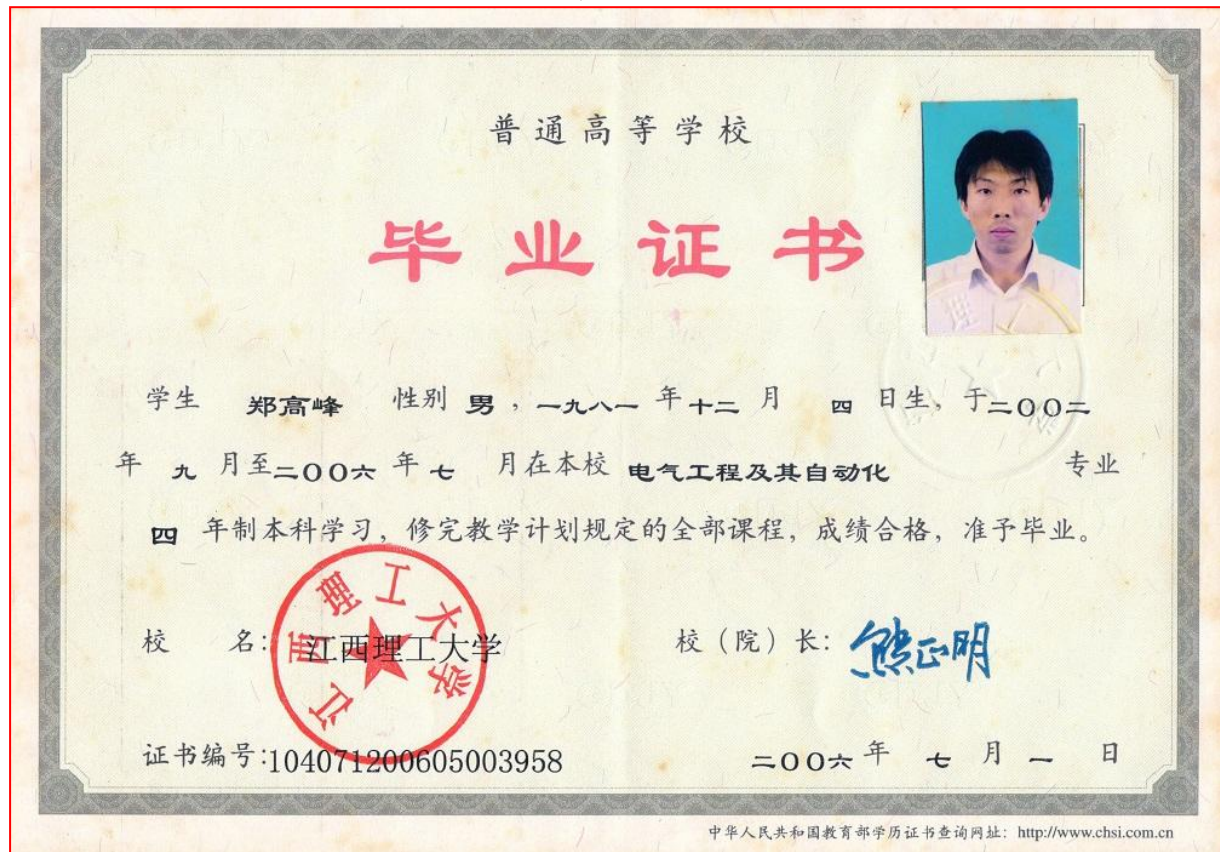 普通高等学校
毕业证书
学生 郑高峰 性别 男，一九八一 年 十二 月 四 日生，于二〇〇二
年 九 月至二〇〇六 年 七 月在本校 电气工程及其自动化 专业
四 年制本科学习，修完教学计划规定的全部课程，成绩合格，准予毕业。
江西理工大学
校 名：江西理工大学 校（院）长：熊正明
证书编号：104071200605003958 二〇〇六 年 七 月 一 日
中华人民共和国教育部学历证书查询网址：http://www.chsi.com.cn